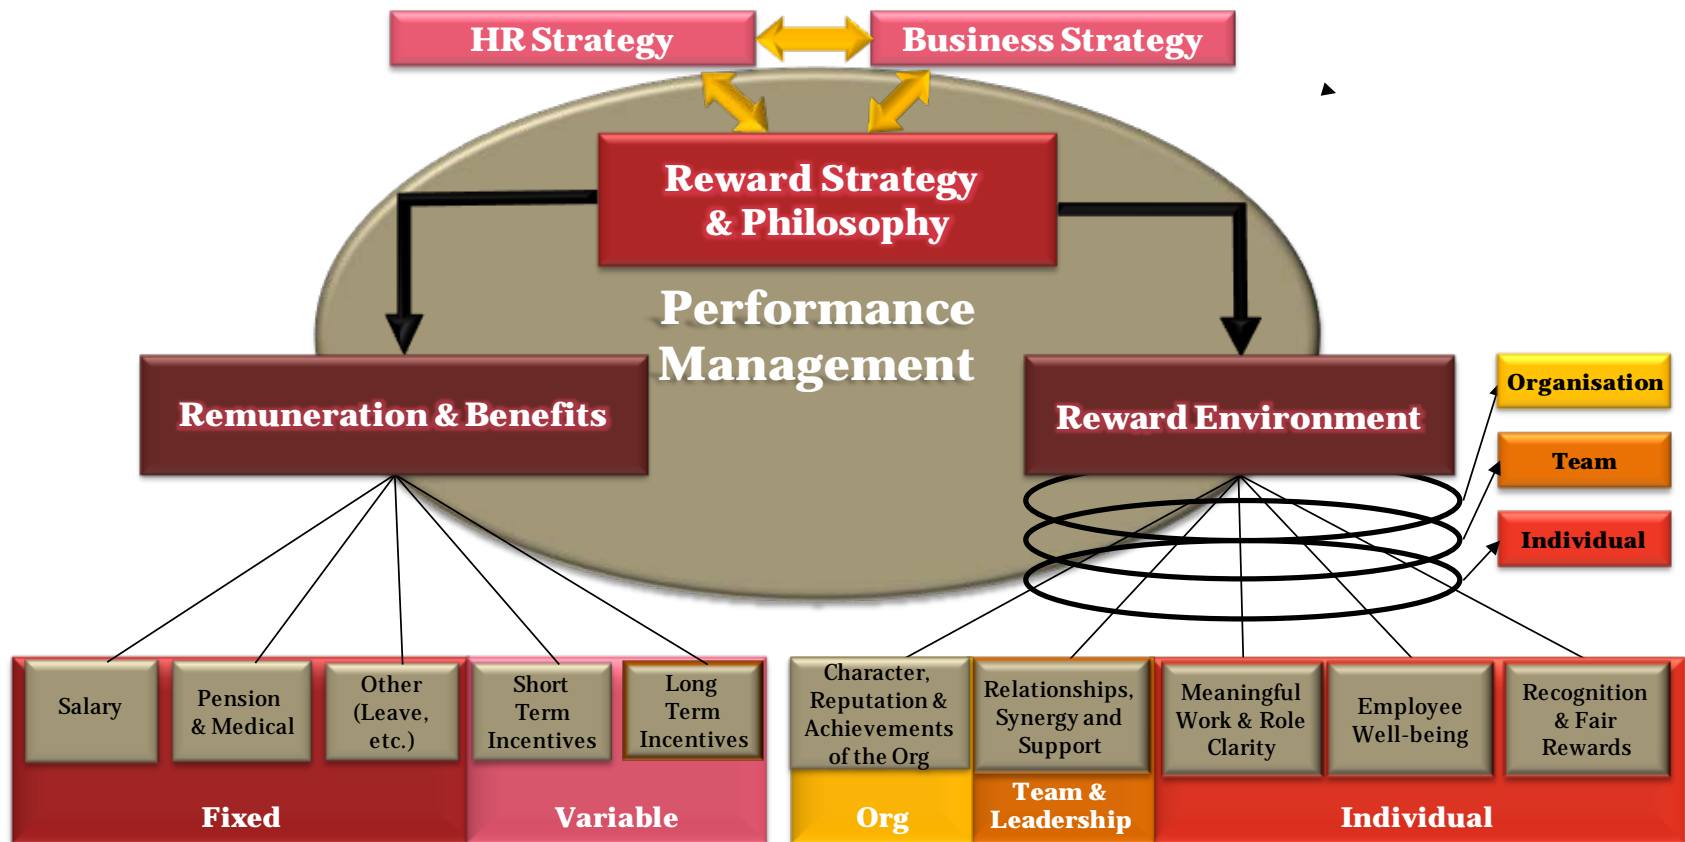 HR Strategy
Business Strategy
Reward Strategy
& Philosophy
Performance
Management
Remuneration & Benefits
Reward Environment
Organisation
Team
Individual
Salary
Pension
& Medical
Other
(Leave,
etc.)
Short
Term
Incentives
Long
Term
Incentives
Character,
Reputation &
Achievements
of the Org
Relationships,
Synergy and
Support
Meaningful
Work & Role
Clarity
Employee
Well-being
Recognition
& Fair
Rewards
Fixed
Variable
Org
Team &
Leadership
Individual